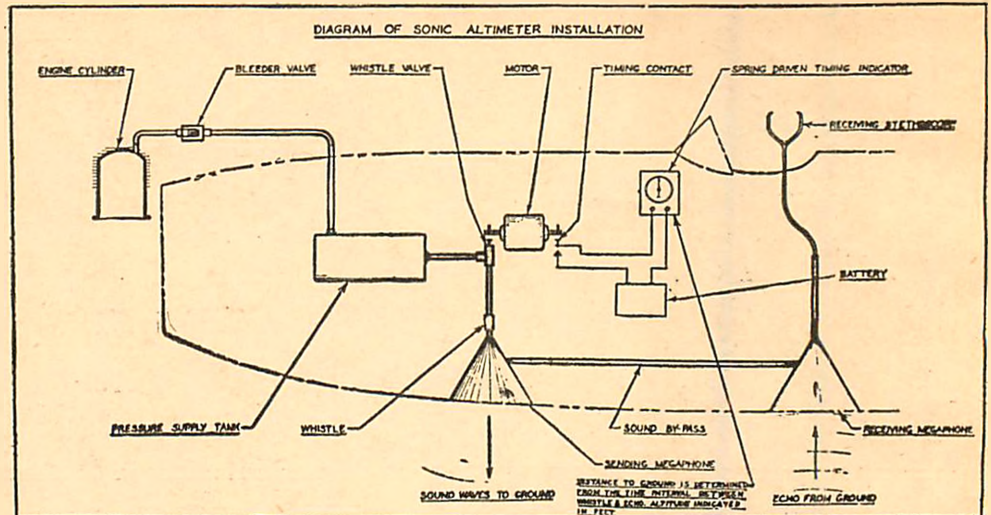 DIAGRAM OF SONIC ALTIMETER INSTALLATION
ENGINE CYLINDER
BLEEDER VALVE
WHISTLE VALVE
MOTOR
TIMING CONTACT
SPRING DRIVEN TIMING INDICATOR
RECEIVING STETHOSCOPE
BATTERY
PRESSURE SUPPLY TANK
WHISTLE
SOUND BY-PASS
RECEIVING MEGAPHONE
SENDING MEGAPHONE
SOUND WAVES TO GROUND
DISTANCE TO GROUND IS DETERMINED
FROM THE TIME INTERVAL BETWEEN
WHISTLE & ECHO. ALTITUDE INDICATED
IN FEET
ECHO FROM GROUND